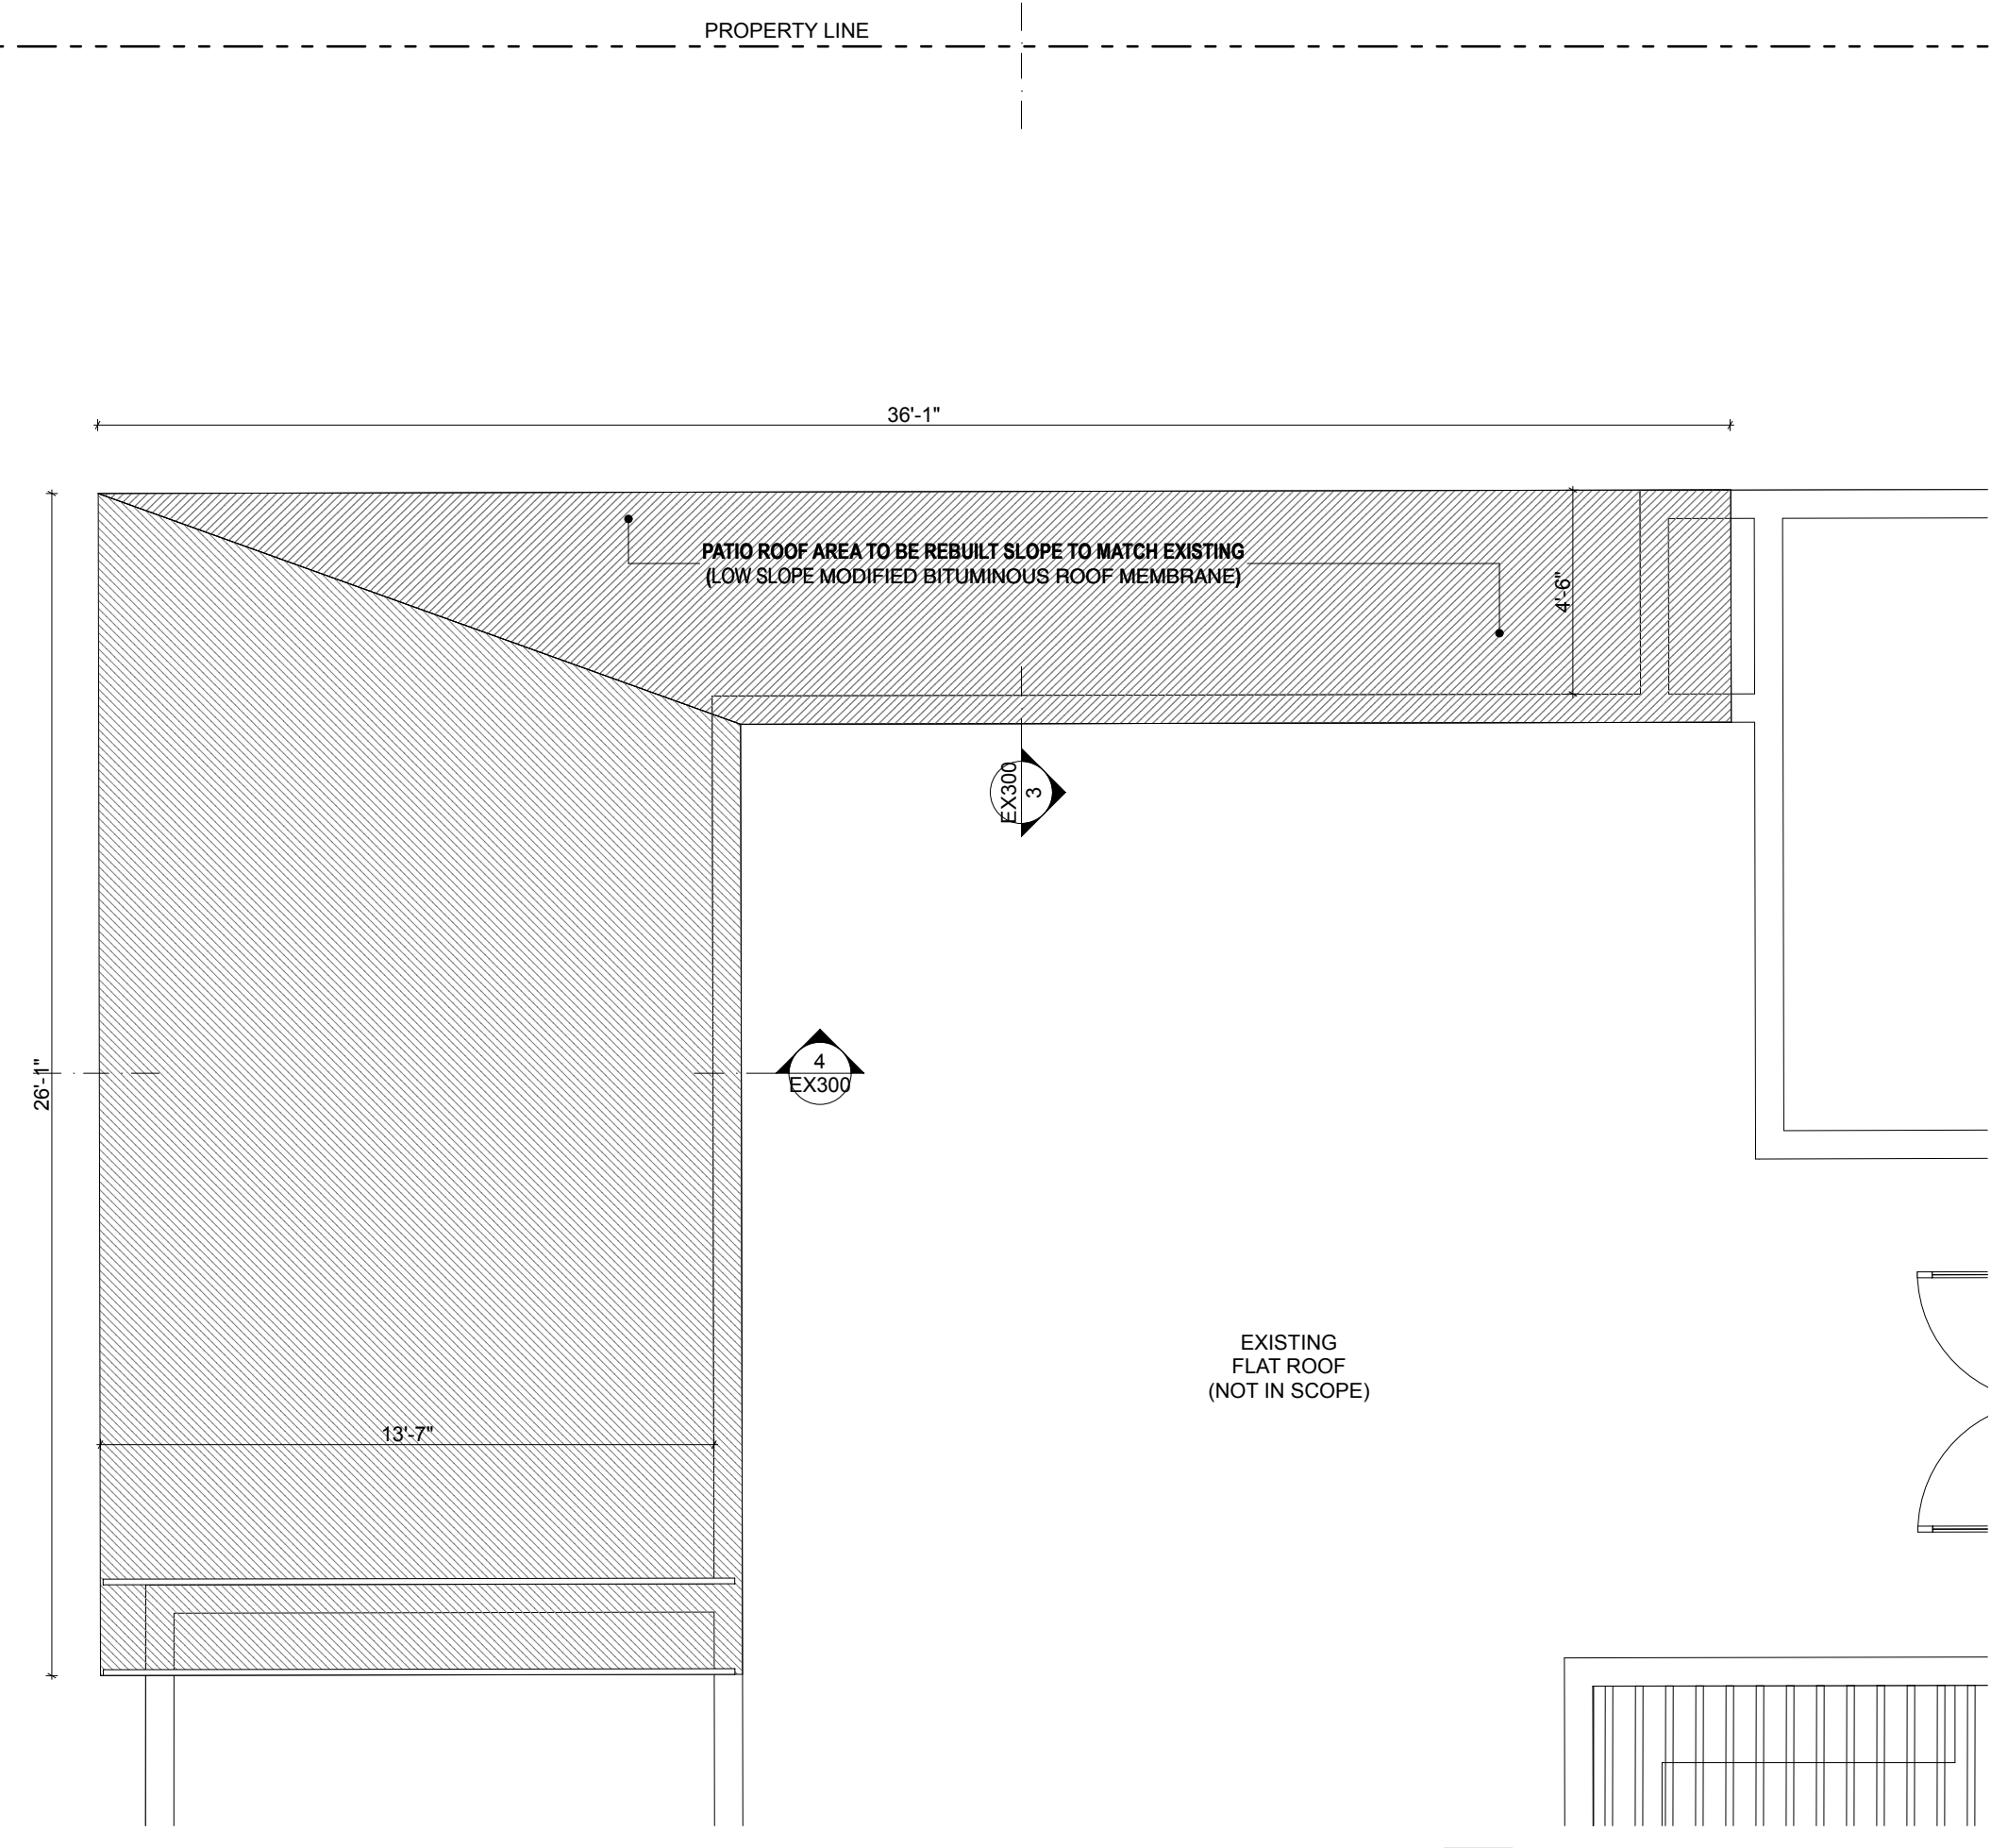 PROPERTY LINE
36'-1"
PATIO ROOF AREA TO BE REBUILT SLOPE TO MATCH EXISTING
(LOW SLOPE MODIFIED BITUMINOUS ROOF MEMBRANE)
4'-6"
EX300
3
4
EX300
26'-1"
EXISTING
FLAT ROOF
(NOT IN SCOPE)
13'-7"